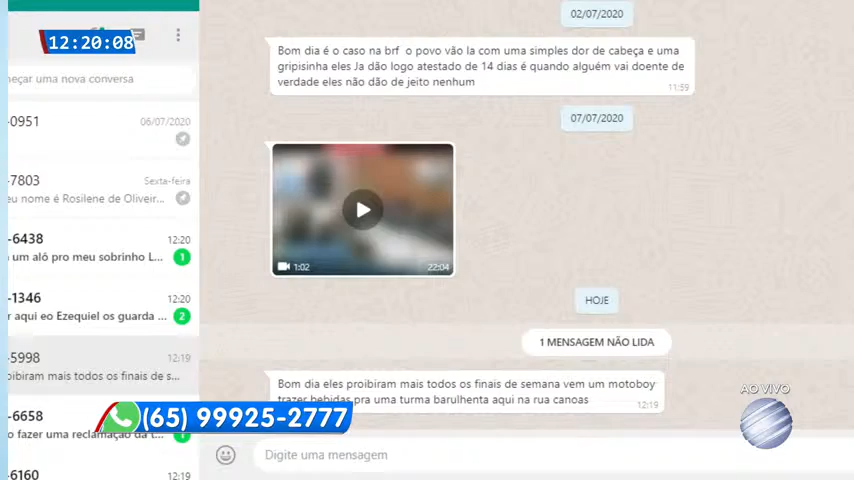 12:20:08
meçar uma nova conversa
-0951
06/07/2020
-7803
Sexta-feira
eu nome é Rosilene de Oliveir...
-6438
12:20
a um alô pro meu sobrinho L...
1
-1346
12:20
r aqui eo Ezequiel os guarda ...
2
-5998
12:19
oibiram mais todos os finais de s...
-6658
o fazer uma reclamação da t...
-6160
12:19
02/07/2020
Bom dia é o caso na brf o povo vão la com uma simples dor de cabeça e uma
gripisinha eles Ja dão logo atestado de 14 dias é quando alguém vai doente de
verdade eles não dão de jeito nenhum
11:59
07/07/2020
1:02
22:04
HOJE
1 MENSAGEM NÃO LIDA
Bom dia eles proibiram mais todos os finais de semana vem um motoboy
trazer bebidas pra uma turma barulhenta aqui na rua canoas
12:19
Digite uma mensagem
(65) 99925-2777
AO VIVO